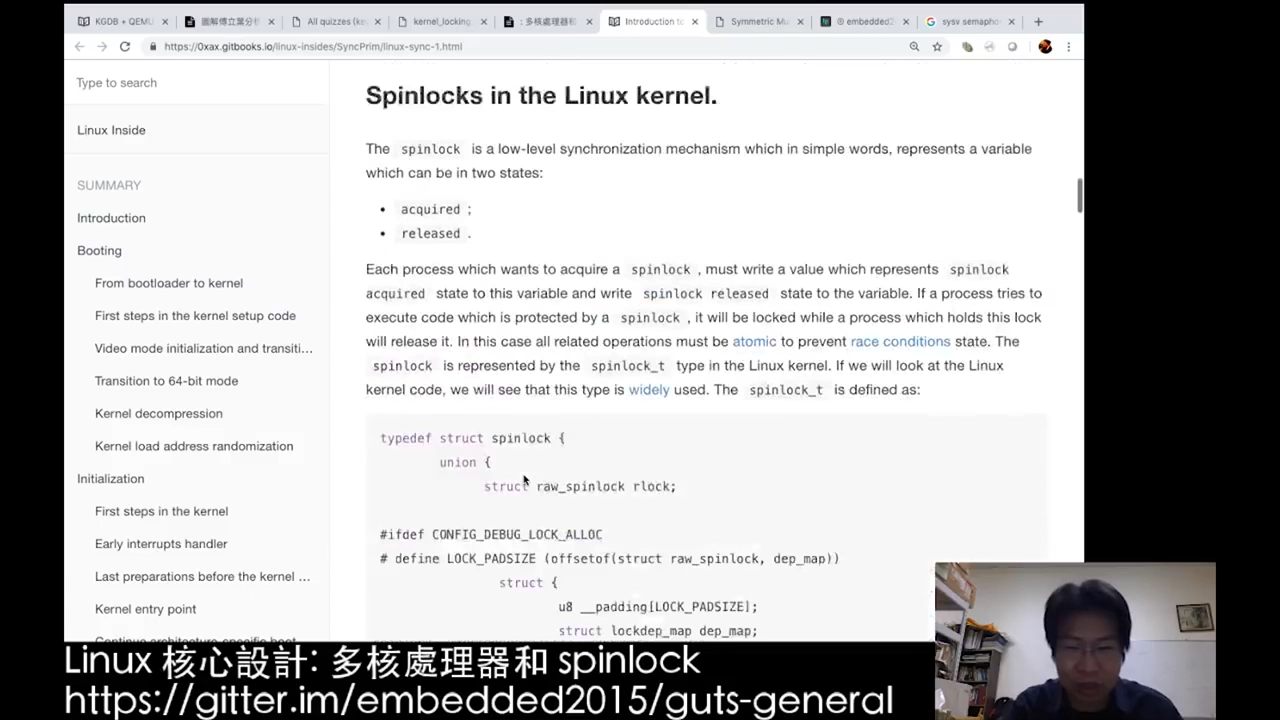 KGDB + QEMU
圖解傅立葉分析
All quizzes (ke
kernel_locking.
: 多核處理器和
Introduction to
Symmetric Mu
@ embedded2
sysv semapho
https://0xax.gitbooks.io/linux-insides/SyncPrim/linux-sync-1.html
Type to search
Linux Inside
SUMMARY
Introduction
Booting
From bootloader to kernel
First steps in the kernel setup code
Video mode initialization and transiti...
Transition to 64-bit mode
Kernel decompression
Kernel load address randomization
Initialization
First steps in the kernel
Early interrupts handler
Last preparations before the kernel ...
Kernel entry point
Continue architecture-specific boot
Spinlocks in the Linux kernel.
The spinlock is a low-level synchronization mechanism which in simple words, represents a variable
which can be in two states:
• acquired ;
• released .
Each process which wants to acquire a spinlock , must write a value which represents spinlock
acquired state to this variable and write spinlock released state to the variable. If a process tries to
execute code which is protected by a spinlock , it will be locked while a process which holds this lock
will release it. In this case all related operations must be atomic to prevent race conditions state. The
spinlock is represented by the spinlock_t type in the Linux kernel. If we will look at the Linux
kernel code, we will see that this type is widely used. The spinlock_t is defined as:
typedef struct spinlock {
union {
struct raw_spinlock rlock;
#ifdef CONFIG_DEBUG_LOCK_ALLOC
# define LOCK_PADSIZE (offsetof(struct raw_spinlock, dep_map))
struct {
u8 __padding[LOCK_PADSIZE];
struct lockdep_map dep_map;
Linux 核心設計: 多核處理器和 spinlock
https://gitter.im/embedded2015/guts-general